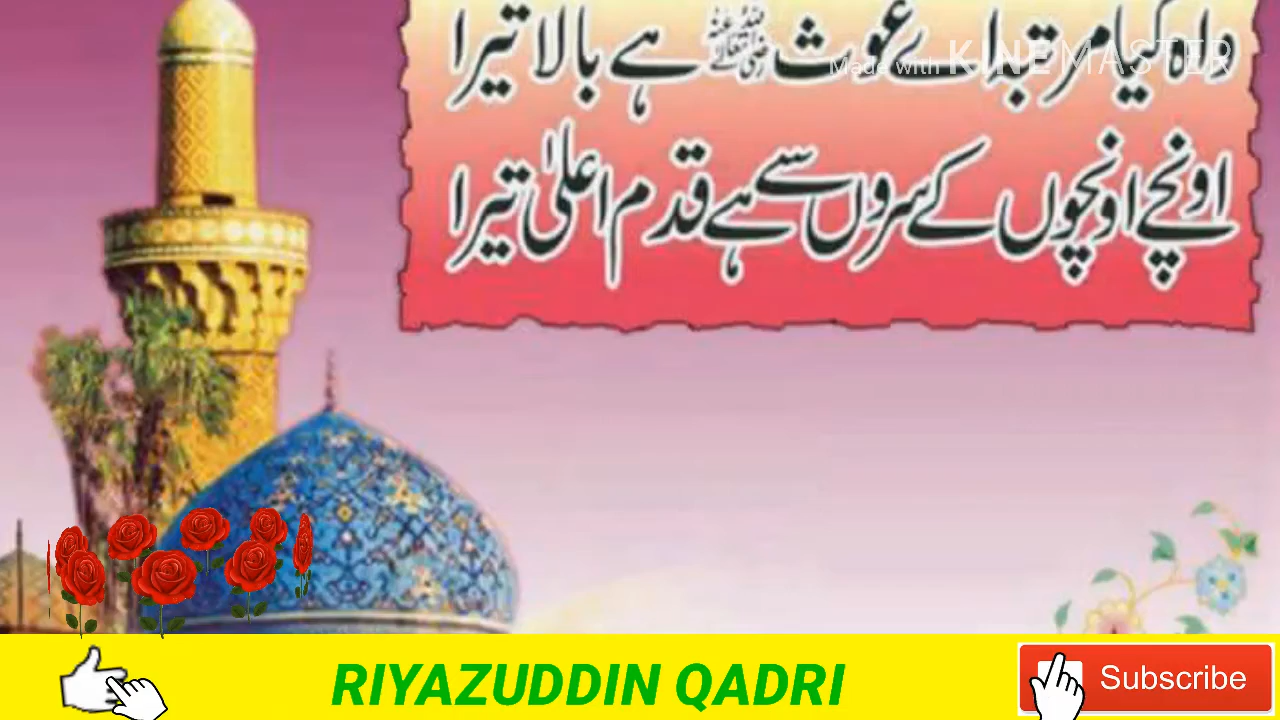 واہ کیا مرتبہ اے غوث رضی اللہ تعالیٰ عنہ ہے بالا تیرا
Made with KINEMASTER
اونچے اونچوں کے سروں سے ہے قدم اعلیٰ تیرا
RIYAZUDDIN QADRI
Subscribe